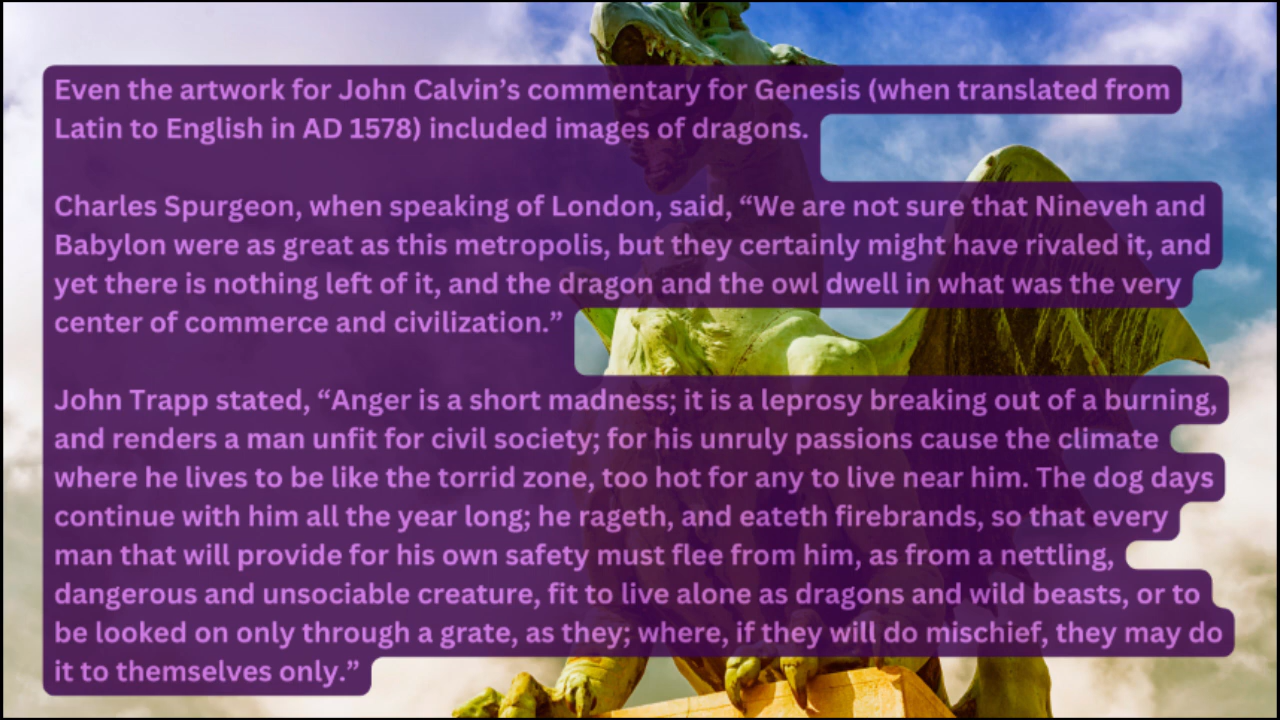 Even the artwork for John Calvin’s commentary for Genesis (when translated from
Latin to English in AD 1578) included images of dragons.
Charles Spurgeon, when speaking of London, said, “We are not sure that Nineveh and
Babylon were as great as this metropolis, but they certainly might have rivaled it, and
yet there is nothing left of it, and the dragon and the owl dwell in what was the very
center of commerce and civilization.”
John Trapp stated, “Anger is a short madness; it is a leprosy breaking out of a burning,
and renders a man unfit for civil society; for his unruly passions cause the climate
where he lives to be like the torrid zone, too hot for any to live near him. The dog days
continue with him all the year long; he rageth, and eateth firebrands, so that every
man that will provide for his own safety must flee from him, as from a nettling,
dangerous and unsociable creature, fit to live alone as dragons and wild beasts, or to
be looked on only through a grate, as they; where, if they will do mischief, they may do
it to themselves only.”